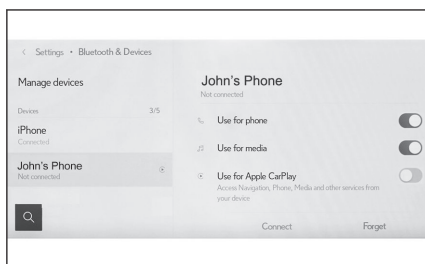 < Settings • Bluetooth & Devices
Manage devices
Devices 3/5
iPhone
Connected
John's Phone
Not connected
John's Phone
Not connected
Use for phone
Use for media
Use for Apple CarPlay
Access Navigation, Phone, Media and other services from
your device
Connect Forget